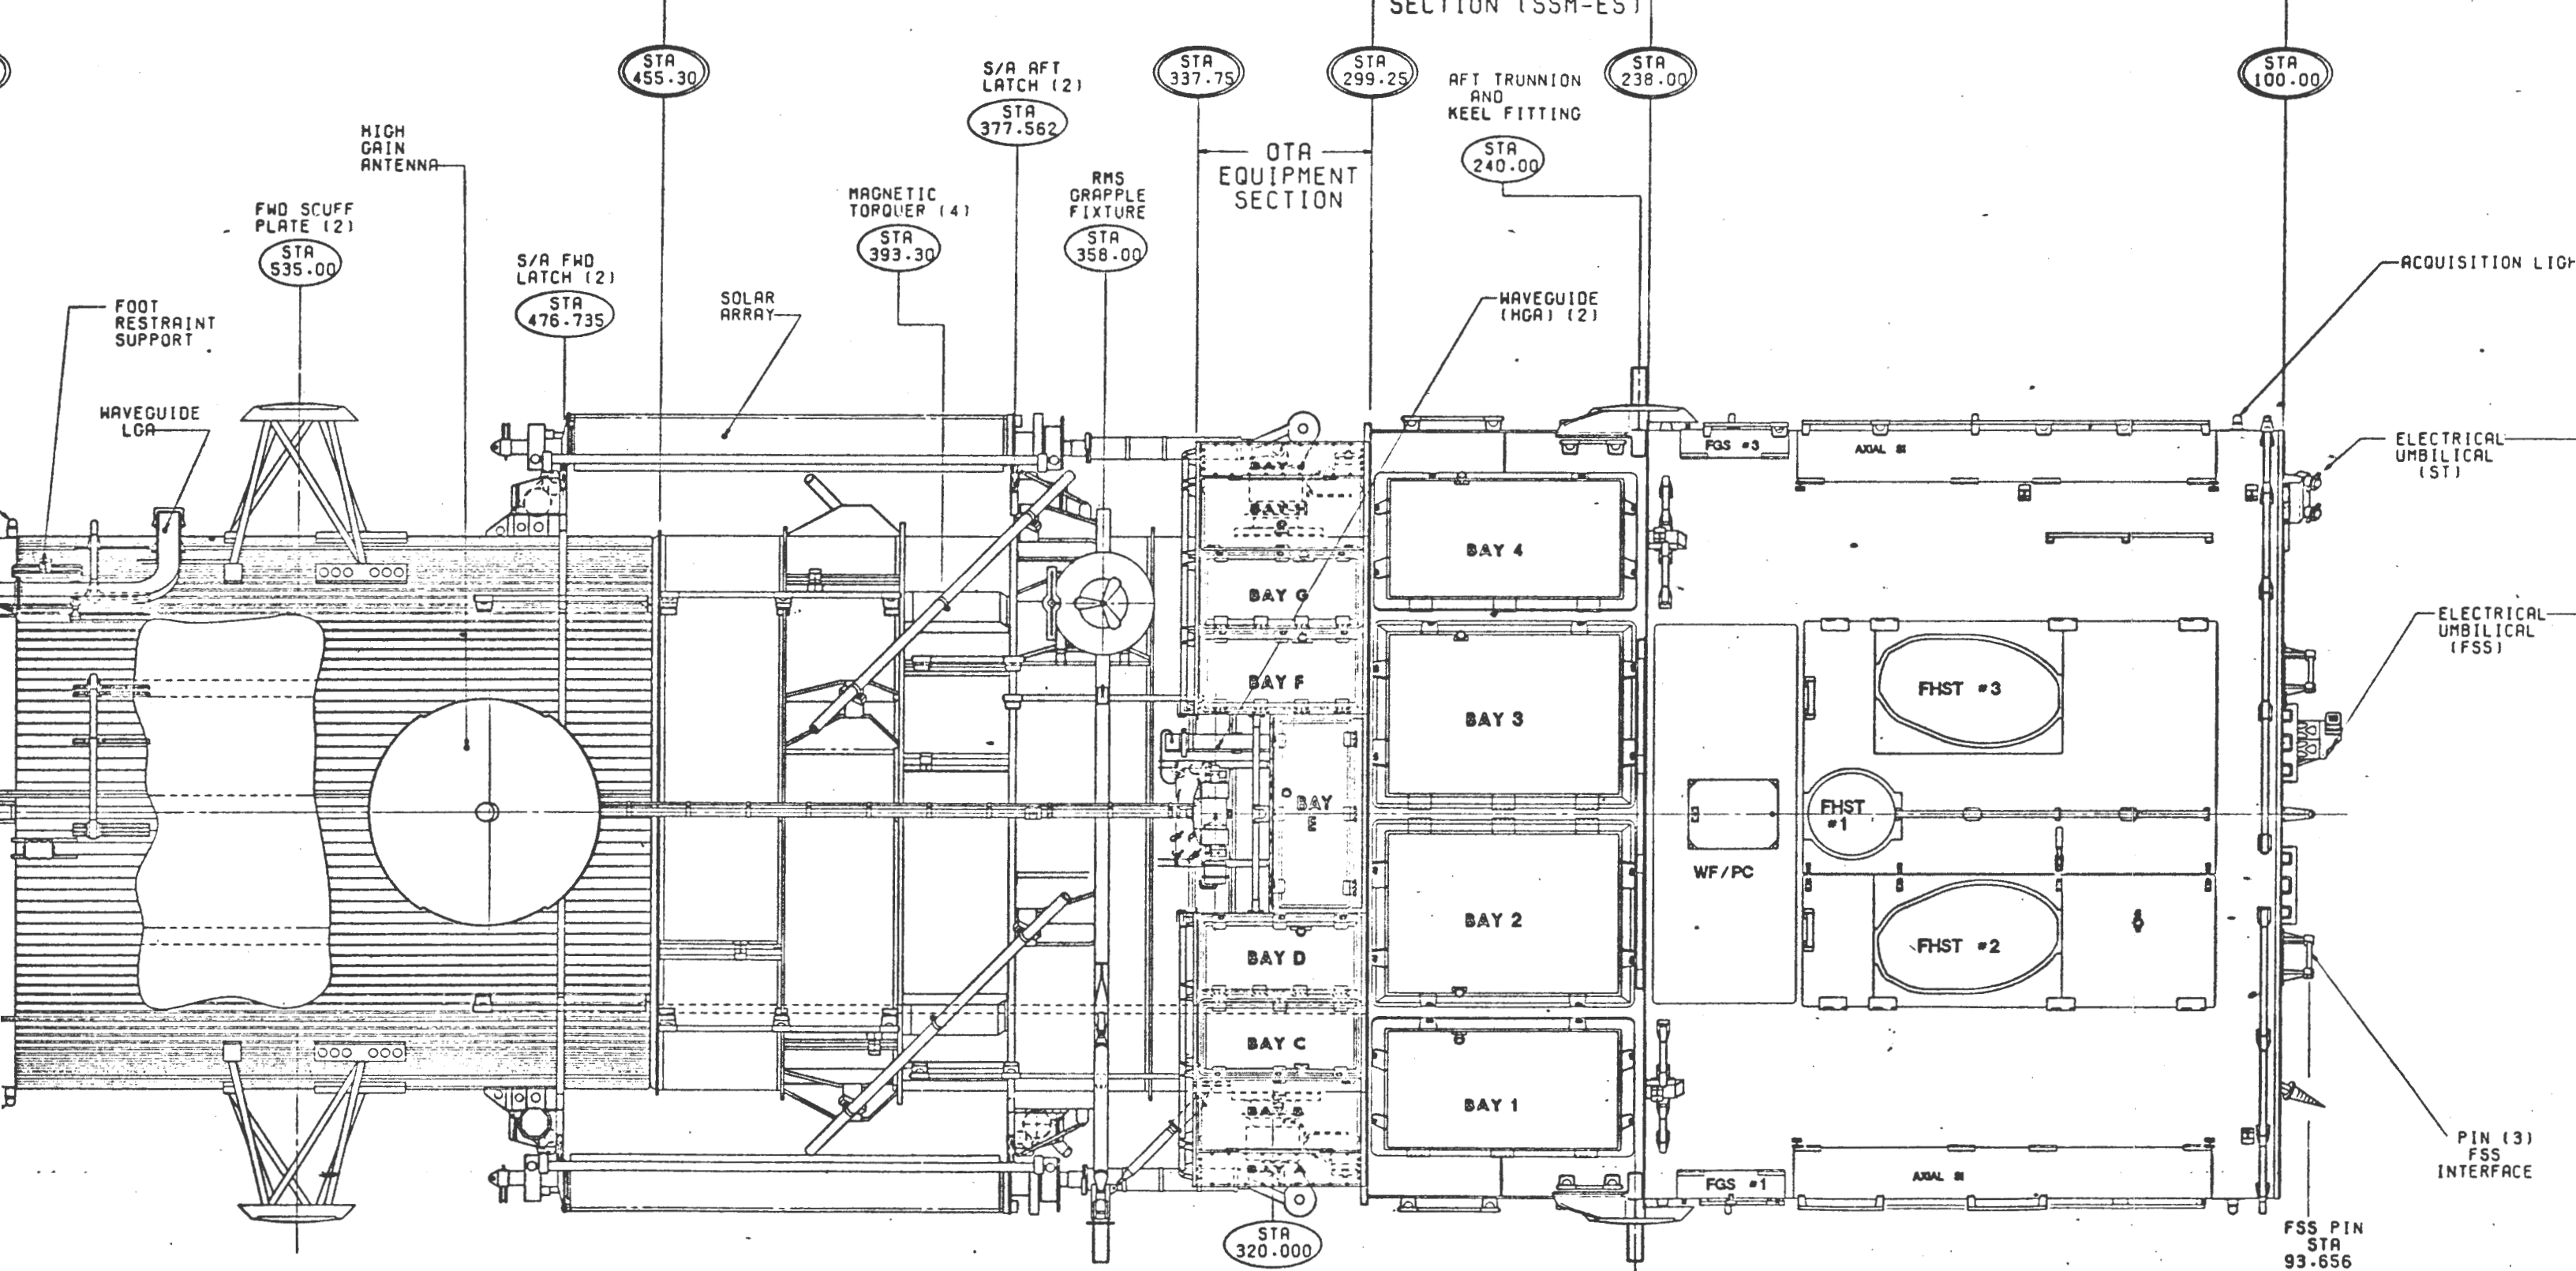 SECTION (SSM-ES)
STA
455.30
S/A AFT
LATCH (2)
STA
377.562
STA
337.75
STA
299.25
AFT TRUNNION
AND
KEEL FITTING
STA
240.00
STA
238.00
STA
100.00
HIGH
GAIN
ANTENNA
OTA
EQUIPMENT
SECTION
FWD SCUFF
PLATE (2)
STA
535.00
MAGNETIC
TORQUER (4)
STA
393.30
RMS
GRAPPLE
FIXTURE
STA
358.00
S/A FWD
LATCH (2)
STA
476.735
FOOT
RESTRAINT
SUPPORT
SOLAR
ARRAY
WAVEGUIDE
(HGA) (2)
ACQUISITION LIGH
WAVEGUIDE
LGA
ELECTRICAL
UMBILICAL
(ST)
FGS #3
AXIAL SI
BAY J
BAY H
BAY G
BAY F
BAY
E
BAY D
BAY C
BAY B
BAY A
BAY 4
BAY 3
BAY 2
BAY 1
ELECTRICAL
UMBILICAL
(FSS)
FHST #3
FHST
#1
WF/PC
FHST #2
FGS #1
AXIAL SI
PIN (3)
FSS
INTERFACE
STA
320.000
FSS PIN
STA
93.656